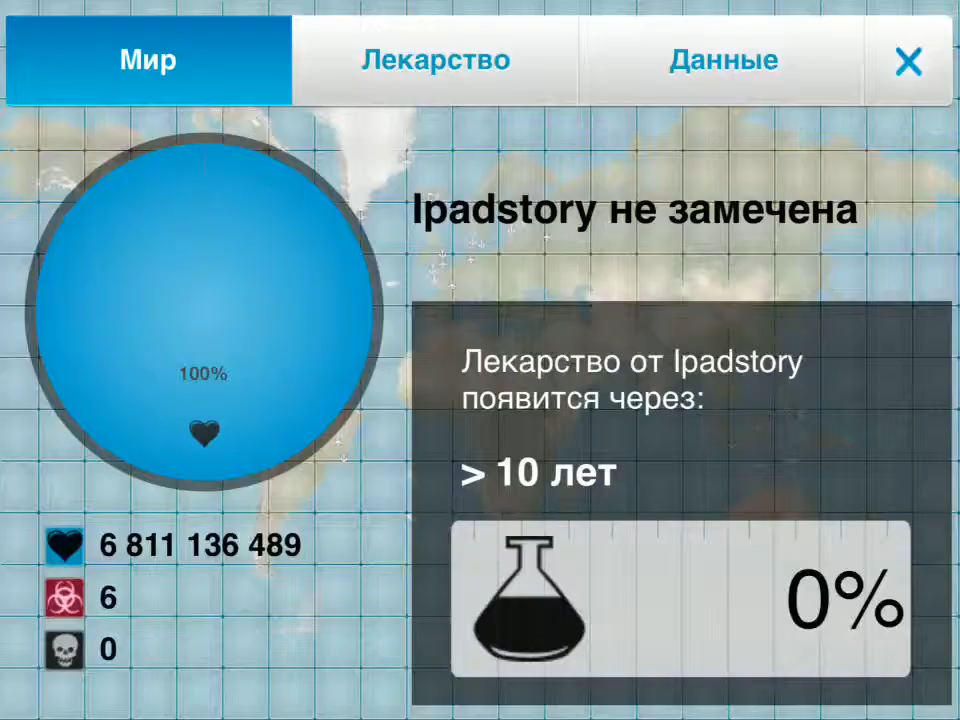 Мир
Лекарство
Данные
Ipadstory не замечена
100%
Лекарство от Ipadstory
появится через:
> 10 лет
6 811 136 489
6
0
0%